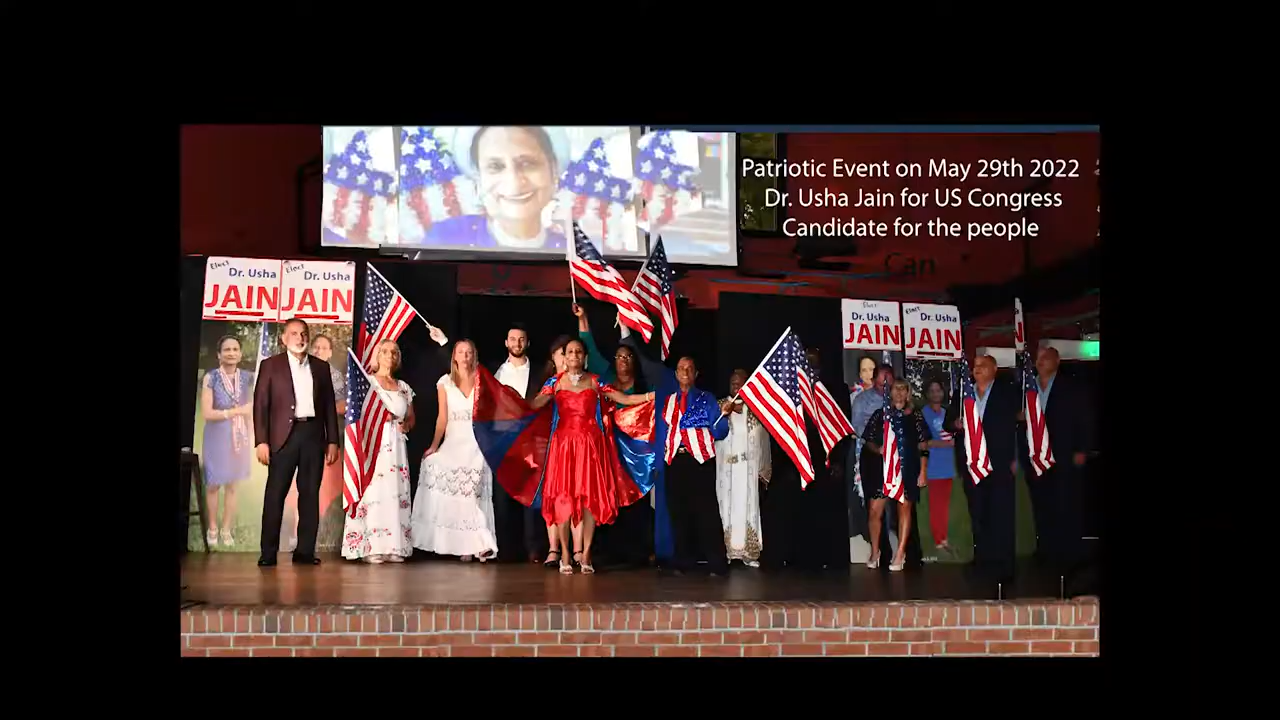 Patriotic Event on May 29th 2022
Dr. Usha Jain for US Congress
Candidate for the people
Can
Elect
Dr. Usha
JAIN
Elect
Dr. Usha
JAIN
Elect
Dr. Usha
JAIN
Elect
Dr. Usha
JAIN